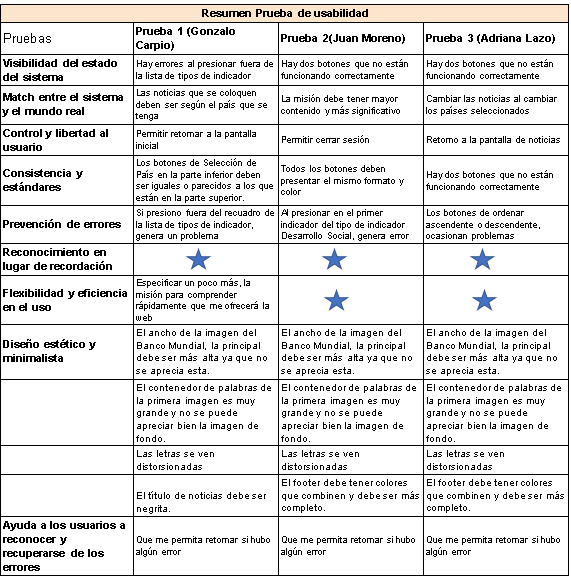 Resumen Prueba de usabilidad
Pruebas
Prueba 1 (Gonzalo
Carpio)
Prueba 2(Juan Moreno)
Prueba 3 (Adriana Lazo)
Visibilidad del estado
del sistema
Hay errores al presionar fuera de
la lista de tipos de indicador
Hay dos botones que no están
funcionando correctamente
Hay dos botones que no están
funcionando correctamente
Match entre el sistema
y el mundo real
Las noticias que se coloquen
deben ser según el país que se
tenga
La misión debe tener mayor
contenido y más significativo
Cambiar las noticias al cambiar
los países seleccionados
Control y libertad al
usuario
Permitir retornar a la pantalla
inicial
Permitir cerrar sesión
Retorno a la pantalla de noticias
Consistencia y
estándares
Los botones de Selección de
País en la parte inferior deben
ser iguales o parecidos a los que
están en la parte superior.
Todos los botones deben
presentar el mismo formato y
color
Hay dos botones que no están
funcionando correctamente
Prevención de errores
Si presiono fuera del recuadro de
la lista de tipos de indicador,
genera un problema
Al presionar en el primer
indicador del tipo de indicador
Desarrollo Social, genera error
Los botones de ordenar
ascendente o descendente,
ocasionan problemas
Reconocimiento en
lugar de recordación
Flexibilidad y eficiencia
en el uso
Especificar un poco más, la
misión para comprender
rápidamente que me ofrecerá la
web
Diseño estético y
minimalista
El ancho de la imagen del
Banco Mundial, la principal
debe ser más alta ya que no
se aprecia esta.
El ancho de la imagen del
Banco Mundial, la principal
debe ser más alta ya que no
se aprecia esta.
El ancho de la imagen del
Banco Mundial, la principal
debe ser más alta ya que no
se aprecia esta.
El contenedor de palabras de
la primera imagen es muy
grande y no se puede
apreciar bien la imagen de
fondo.
El contenedor de palabras de
la primera imagen es muy
grande y no se puede
apreciar bien la imagen de
fondo.
El contenedor de palabras de
la primera imagen es muy
grande y no se puede
apreciar bien la imagen de
fondo.
Las letras se ven
distorsionadas
Las letras se ven
distorsionadas
Las letras se ven
distorsionadas
El título de noticias debe ser
negrita.
El footer debe tener colores
que combinen y debe ser más
completo.
El footer debe tener colores
que combinen y debe ser más
completo.
Ayuda a los usuarios a
reconocer y
recuperarse de los
errores
Que me permita retornar si hubo
algún error
Que me permita retornar si hubo
algún error
Que me permita retornar si hubo
algún error